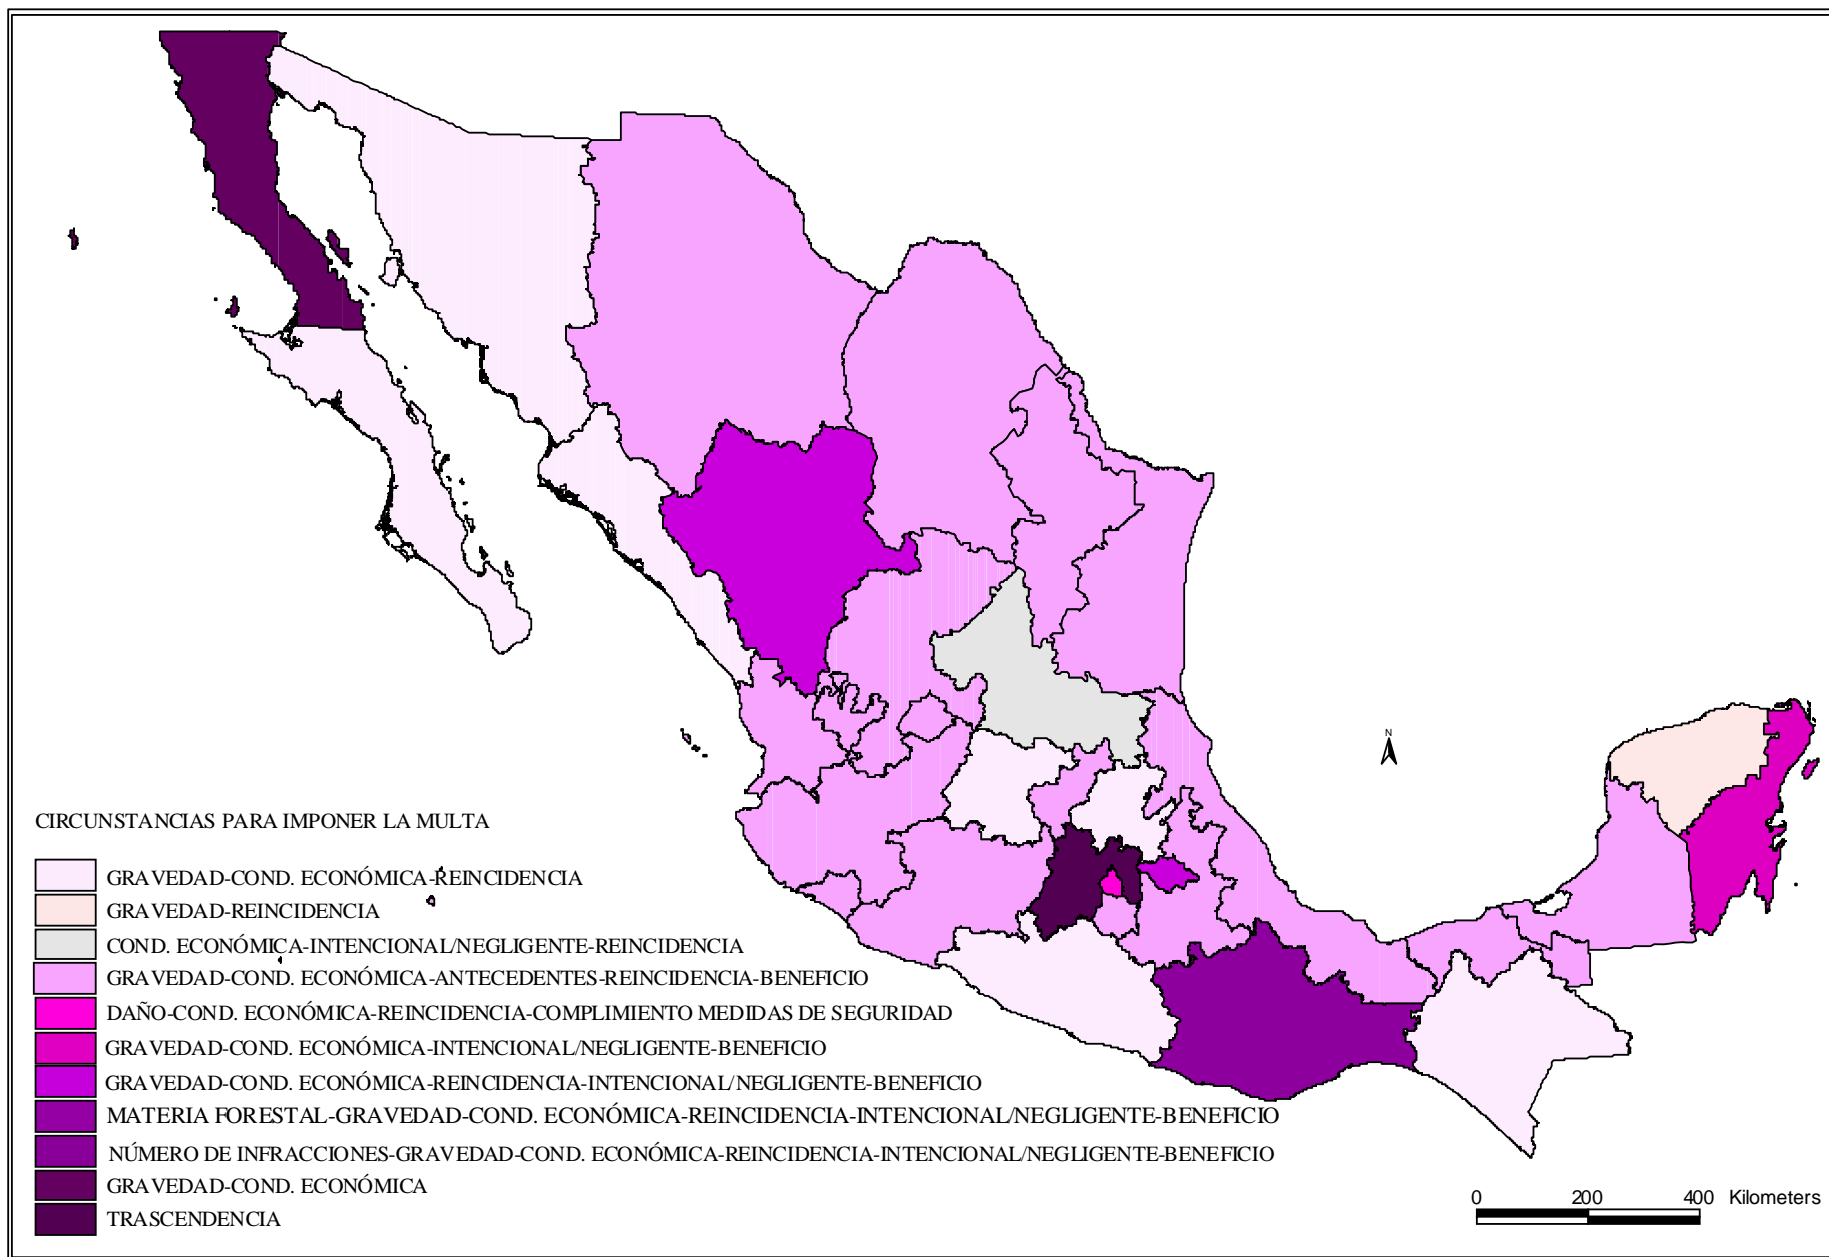 N
CIRCUNSTANCIAS PARA IMPONER LA MULTA
GRAVEDAD-COND. ECONÓMICA-REINCIDENCIA
GRAVEDAD-REINCIDENCIA
COND. ECONÓMICA-INTENCIONAL/NEGLIGENTE-REINCIDENCIA
GRAVEDAD-COND. ECONÓMICA-ANTECEDENTES-REINCIDENCIA-BENEFICIO
DAÑO-COND. ECONÓMICA-REINCIDENCIA-COMPLIMIENTO MEDIDAS DE SEGURIDAD
GRAVEDAD-COND. ECONÓMICA-INTENCIONAL/NEGLIGENTE-BENEFICIO
GRAVEDAD-COND. ECONÓMICA-REINCIDENCIA-INTENCIONAL/NEGLIGENTE-BENEFICIO
MATERIA FORESTAL-GRAVEDAD-COND. ECONÓMICA-REINCIDENCIA-INTENCIONAL/NEGLIGENTE-BENEFICIO
NÚMERO DE INFRACCIONES-GRAVEDAD-COND. ECONÓMICA-REINCIDENCIA-INTENCIONAL/NEGLIGENTE-BENEFICIO
GRAVEDAD-COND. ECONÓMICA
TRASCENDENCIA
0 200 400 Kilometers